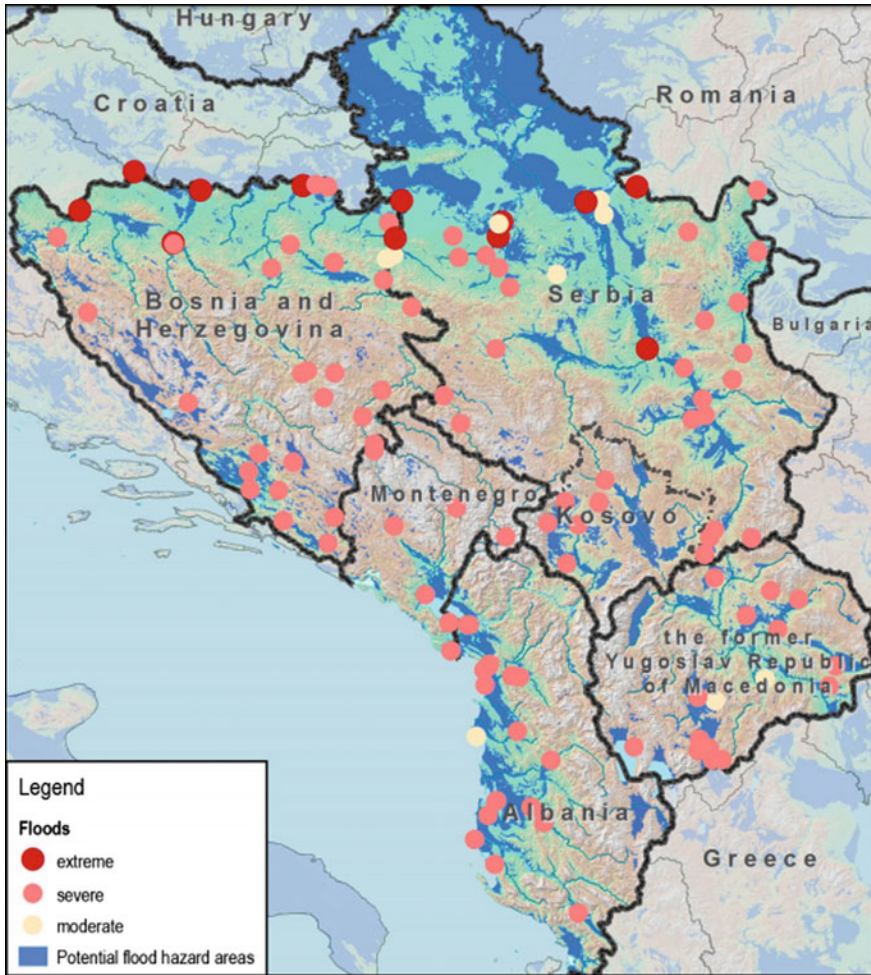 Hungary
Croatia
Romania
Bosnia and
Herzegovina
Serbia
Bulgaria
Montenegro
Kosovo
the former
Yugoslav Republic
of Macedonia
Albania
Greece
Legend
Floods
extreme
severe
moderate
Potential flood hazard areas